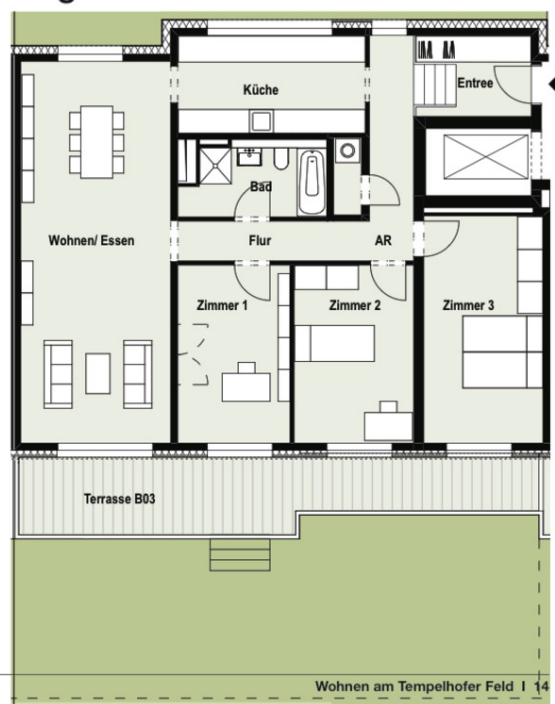 Küche
Entree
Bad
Wohnen/ Essen
Flur
AR
Zimmer 1
Zimmer 2
Zimmer 3
Terrasse B03
Wohnen am Tempelhofer Feld I 14